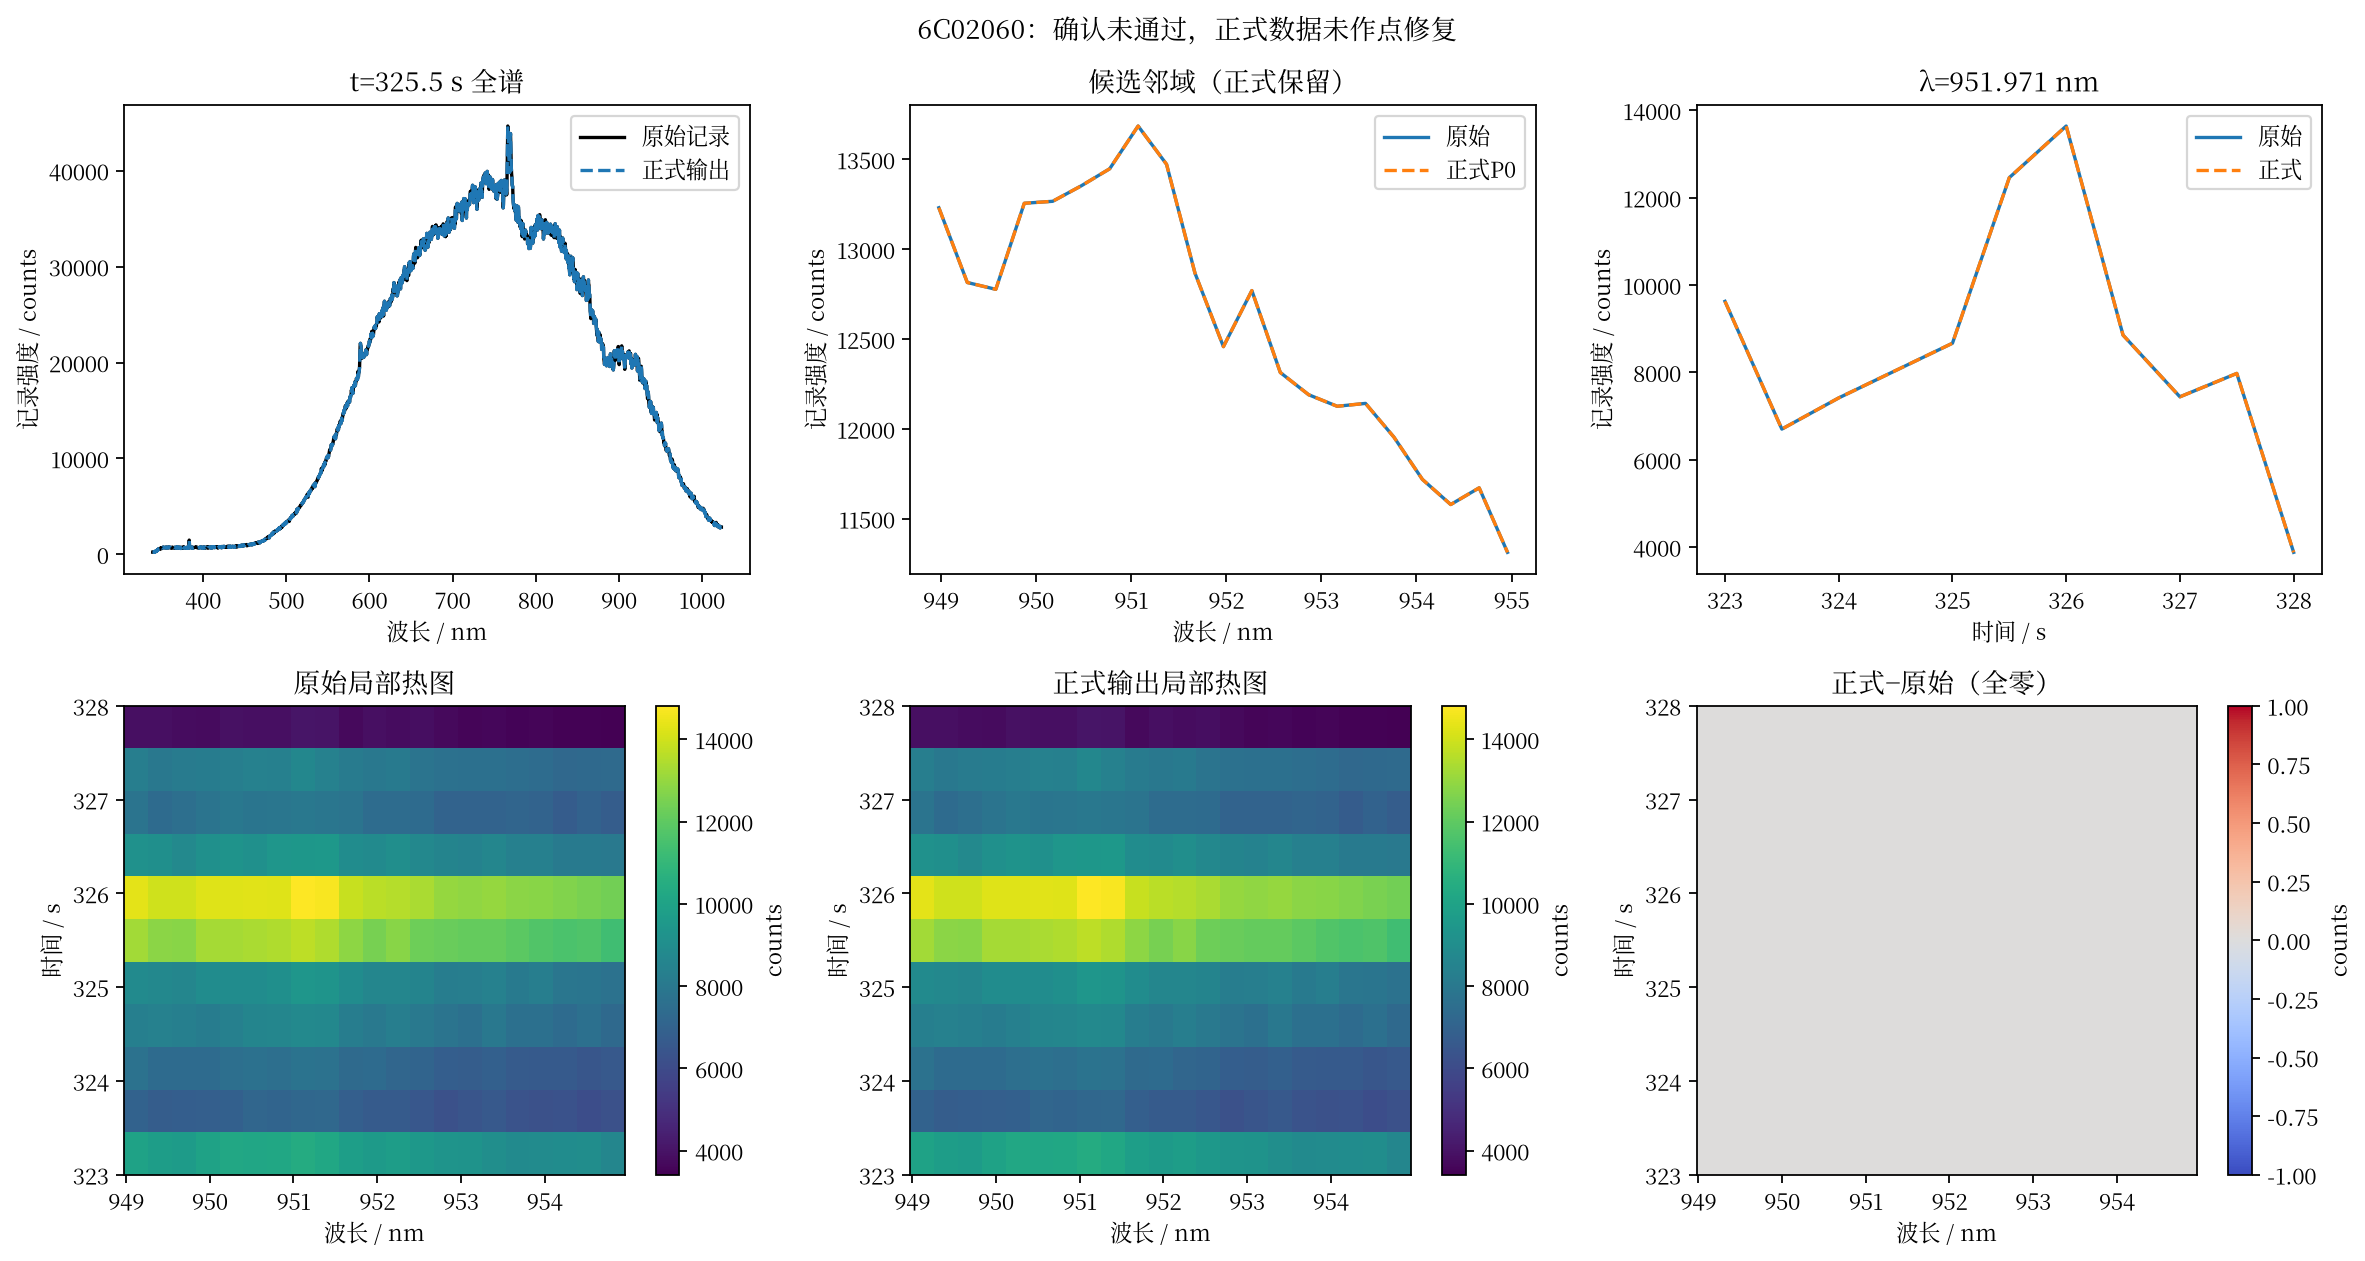 6C02060：确认未通过，正式数据未作点修复
t=325.5 s 全谱
记录强度 / counts
40000
30000
20000
10000
0
原始记录
正式输出
400 500 600 700 800 900 1000
波长 / nm
候选邻域（正式保留）
记录强度 / counts
13500
13000
12500
12000
11500
原始
正式P0
949 950 951 952 953 954 955
波长 / nm
λ=951.971 nm
记录强度 / counts
14000
12000
10000
8000
6000
4000
原始
正式
323 324 325 326 327 328
时间 / s
原始局部热图
时间 / s
328
327
326
325
324
323
949 950 951 952 953 954
波长 / nm
14000
12000
10000
8000
6000
4000
counts
正式输出局部热图
时间 / s
328
327
326
325
324
323
949 950 951 952 953 954
波长 / nm
14000
12000
10000
8000
6000
4000
counts
正式−原始（全零）
时间 / s
328
327
326
325
324
323
949 950 951 952 953 954
波长 / nm
1.00
0.75
0.50
0.25
0.00
-0.25
-0.50
-0.75
-1.00
counts